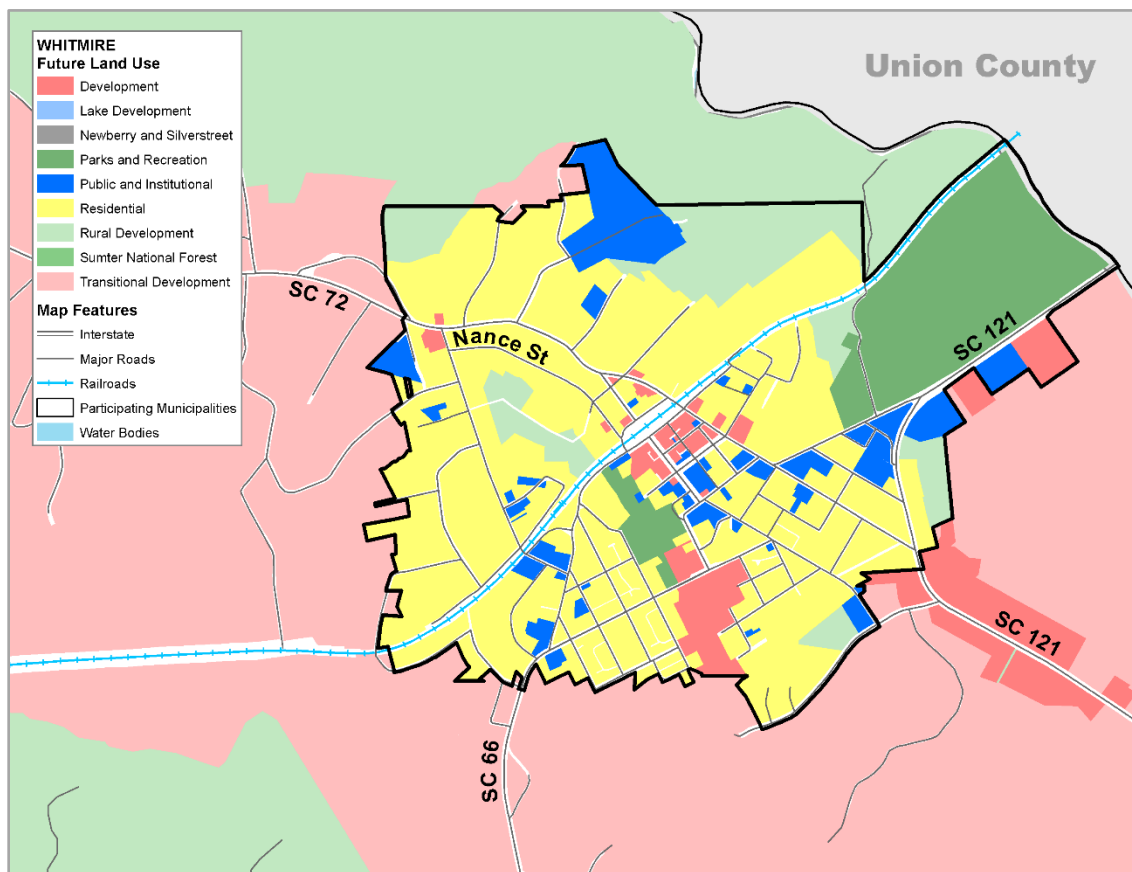 WHITMIRE
Future Land Use
Development
Lake Development
Newberry and Silverstreet
Parks and Recreation
Public and Institutional
Residential
Rural Development
Sumter National Forest
Transitional Development
Map Features
Interstate
Major Roads
Railroads
Participating Municipalities
Water Bodies
Union County
SC 72
Nance St
SC 121
SC 121
SC 66